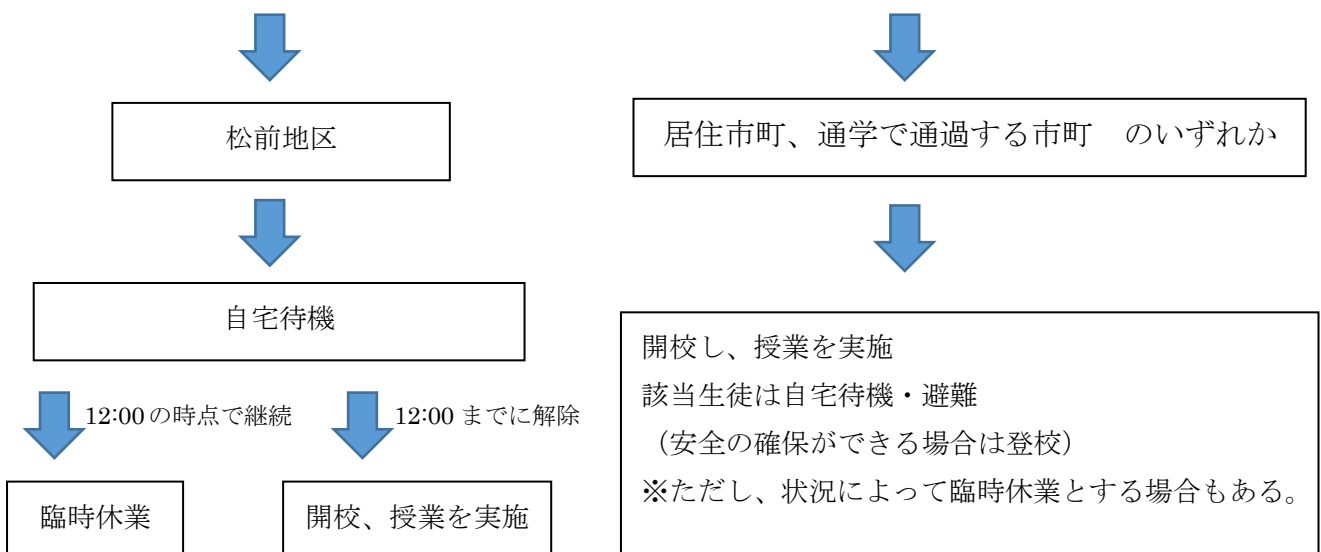 松前地区
居住市町、通学で通過する市町　のいずれか
自宅待機
12:00の時点で継続
12:00 までに解除
臨時休業
開校、授業を実施
開校し、授業を実施
該当生徒は自宅待機・避難
（安全の確保ができる場合は登校）
※ただし、状況によって臨時休業とする場合もある。